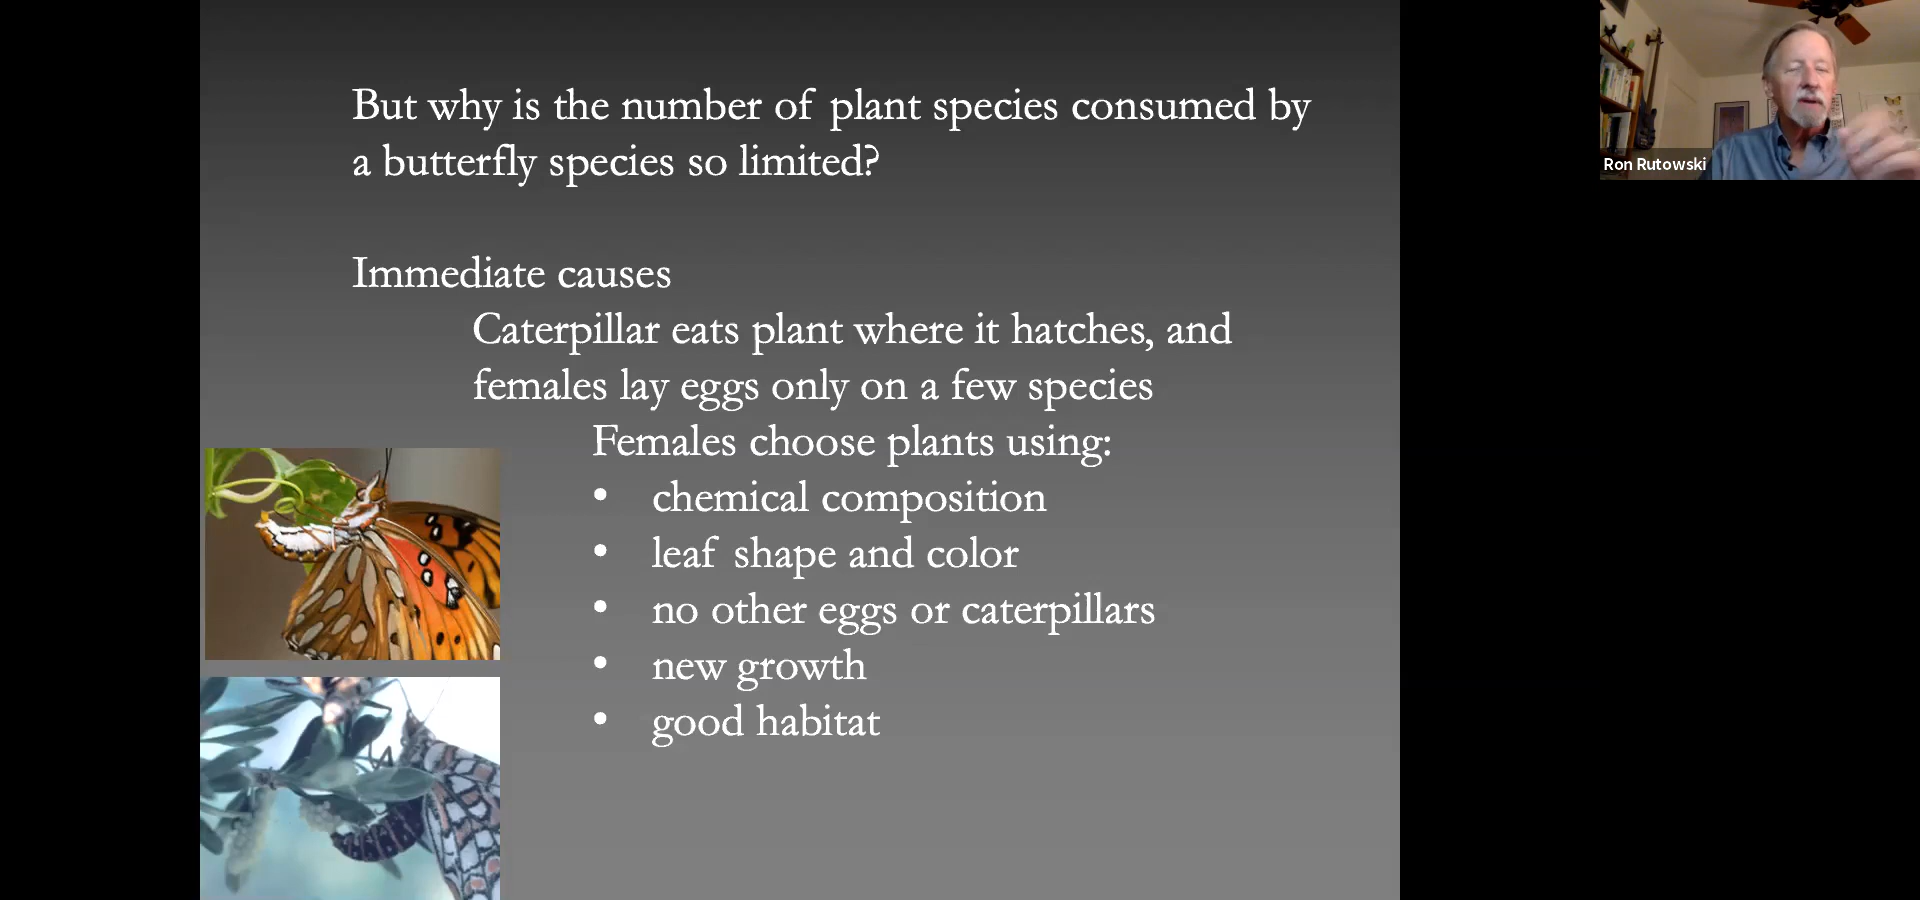 But why is the number of plant species consumed by
a butterfly species so limited?
Immediate causes
Caterpillar eats plant where it hatches, and
females lay eggs only on a few species
Females choose plants using:
• chemical composition
• leaf shape and color
• no other eggs or caterpillars
• new growth
• good habitat
Ron Rutowski